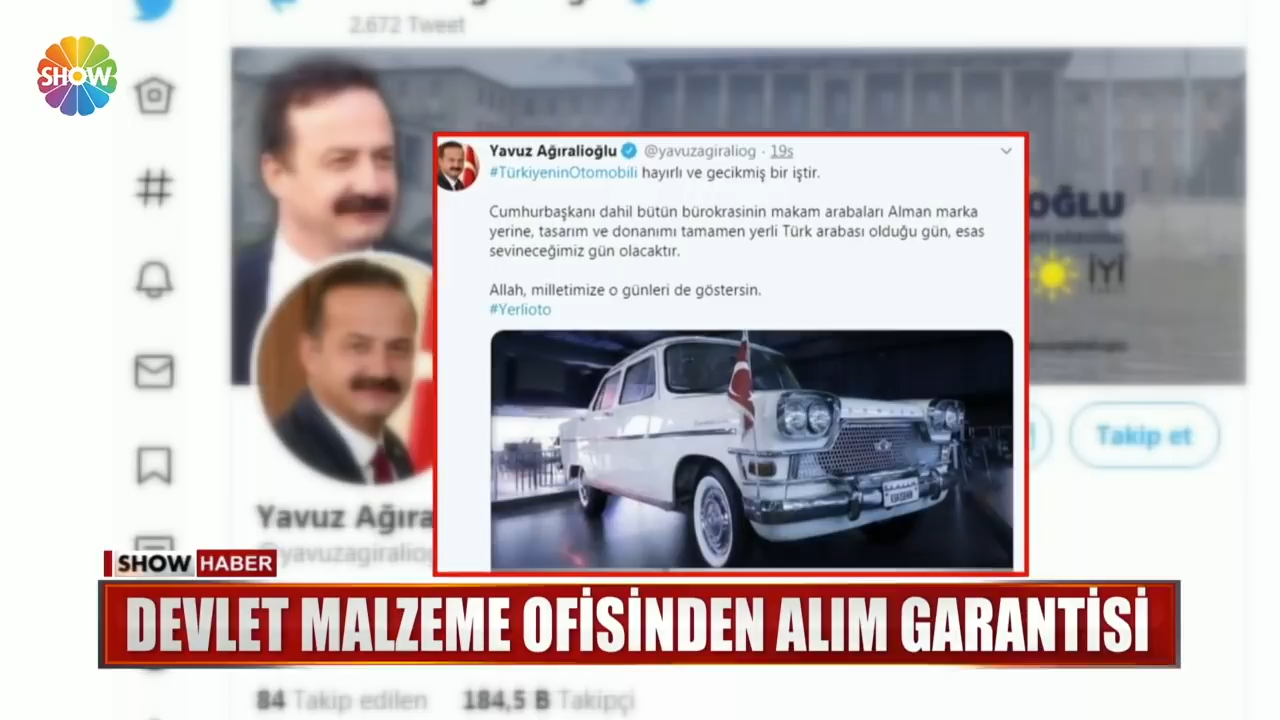 2.672 Tweet
SHOW
Yavuz Ağıralioğlu @yavuzagiraliog · 19s
#TürkiyeninOtomobili hayırlı ve gecikmiş bir iştir.
Cumhurbaşkanı dahil bütün bürokrasinin makam arabaları Alman marka
yerine, tasarım ve donanımı tamamen yerli Türk arabası olduğu gün, esas
sevineceğimiz gün olacaktır.
Allah, milletimize o günleri de göstersin.
#Yerlioto
OĞLU
İYİ
Takip et
Yavuz Ağıra
@yavuzagiraliog
SHOW HABER
DEVLET MALZEME OFİSİNDEN ALIM GARANTİSİ
84 Takip edilen 184,5 B Takipçi